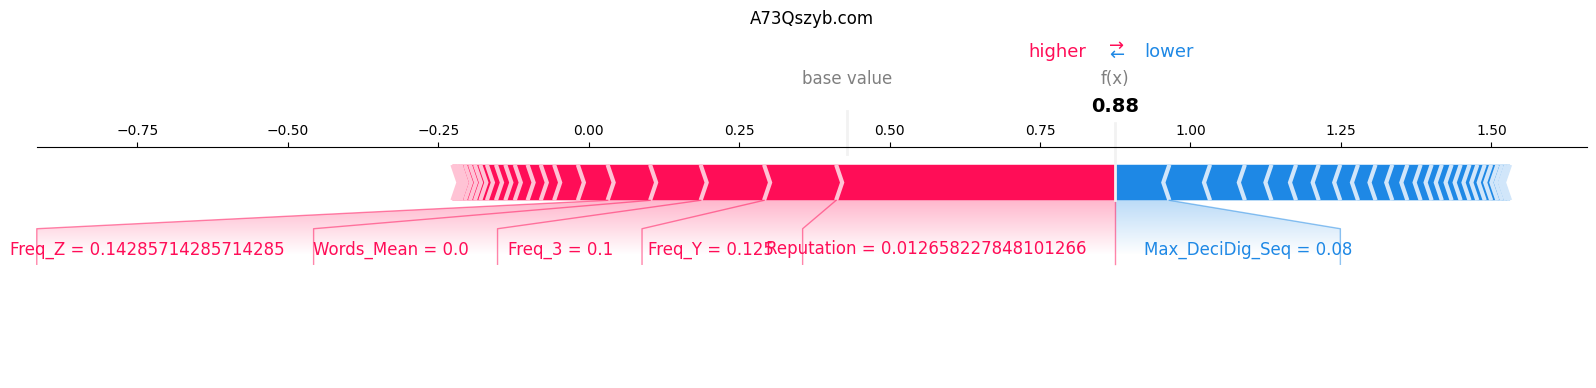 A73Qszyb.com
higher → ← lower
base value f(x)
0.88
−0.75 −0.50 −0.25 0.00 0.25 0.50 0.75 1.00 1.25 1.50
Freq_Z = 0.14285714285714285 Words_Mean = 0.0 Freq_3 = 0.1 Freq_Y = 0.125 Reputation = 0.012658227848101266 Max_DeciDig_Seq = 0.08